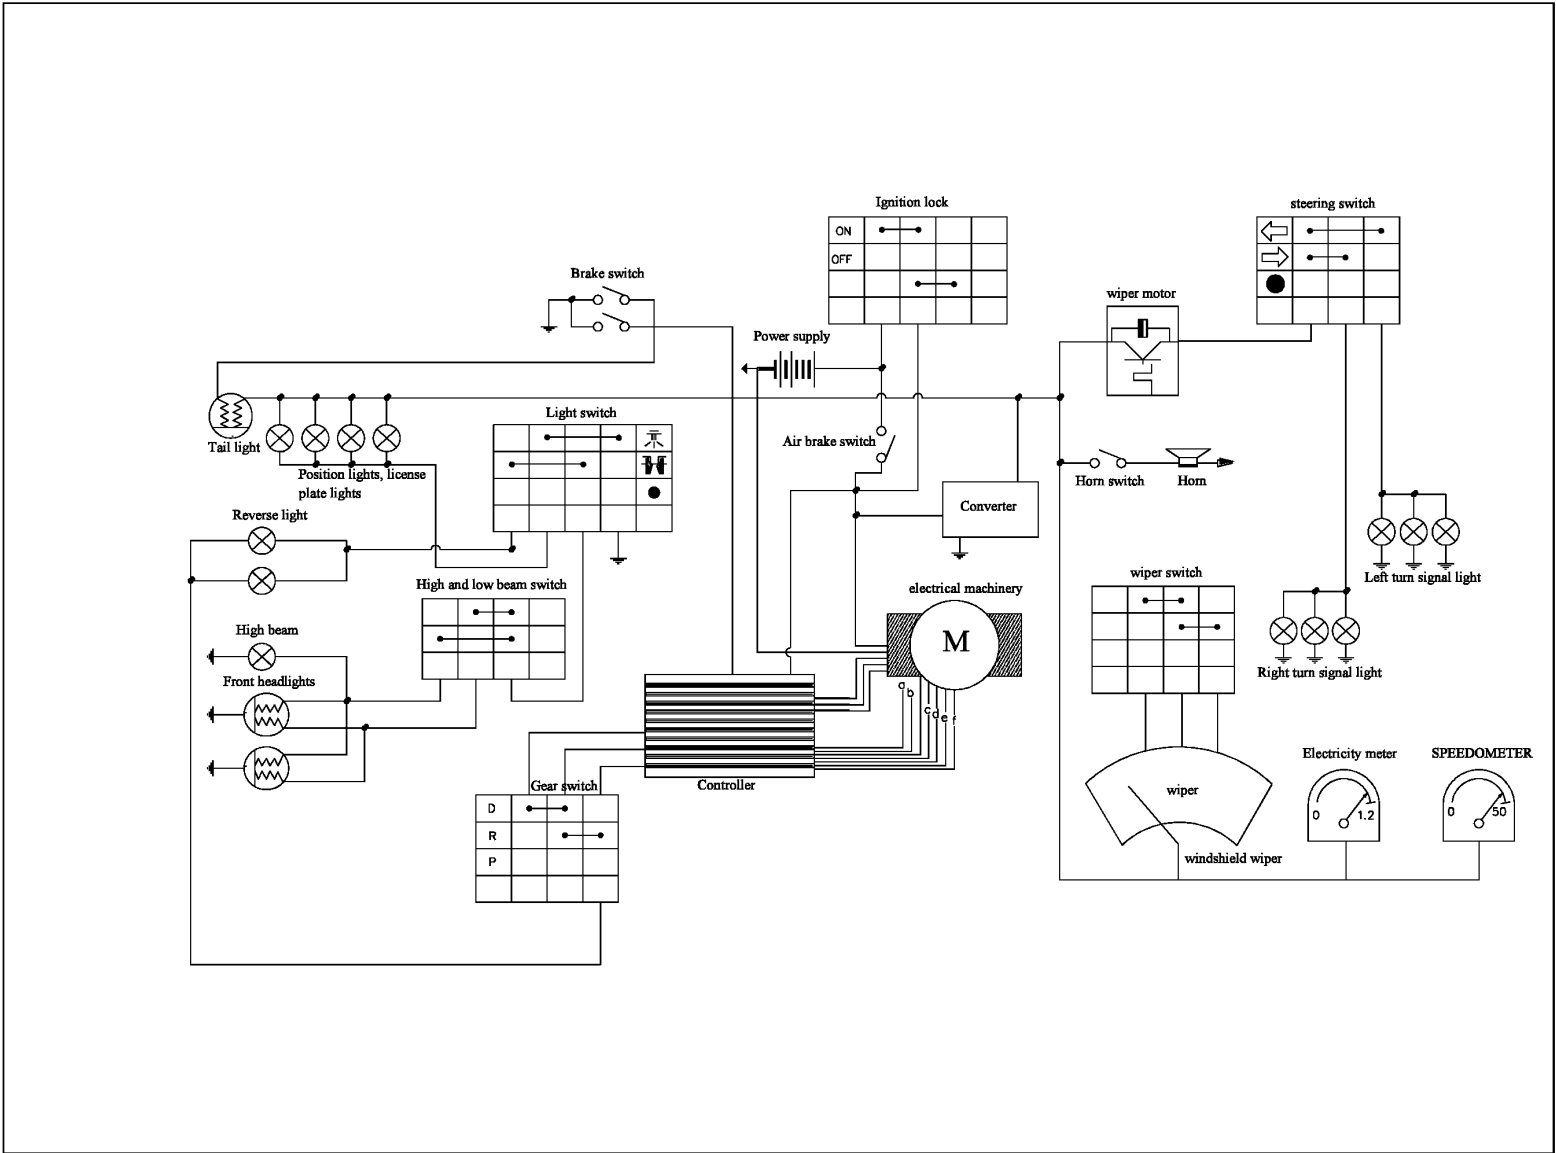 Ignition lock
steering switch
ON
OFF
Brake switch
wiper motor
Power supply
Light switch
Tail light
Air brake switch
Position lights, license
plate lights
Horn switch
Horn
Converter
Reverse light
High and low beam switch
electrical machinery
wiper switch
Left turn signal light
High beam
M
Front headlights
Right turn signal light
a
b
c
d
e
f
Gear switch
Controller
Electricity meter
SPEEDOMETER
D
R
P
wiper
0
1.2
0
50
windshield wiper